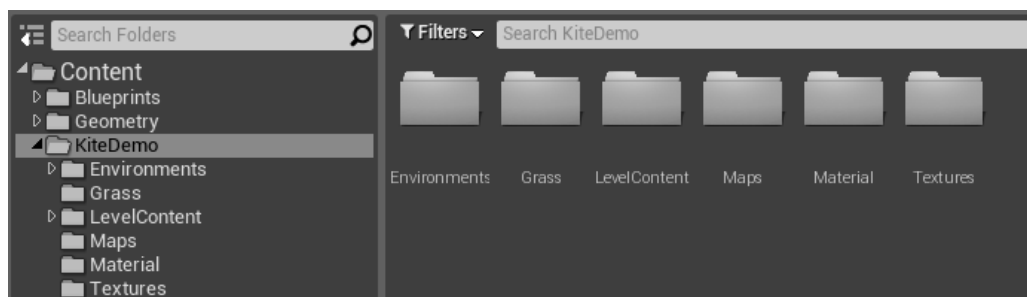 Search Folders
Content
Blueprints
Geometry
KiteDemo
Environments
Grass
LevelContent
Maps
Material
Textures
Filters
Search KiteDemo
Environments
Grass
LevelContent
Maps
Material
Textures